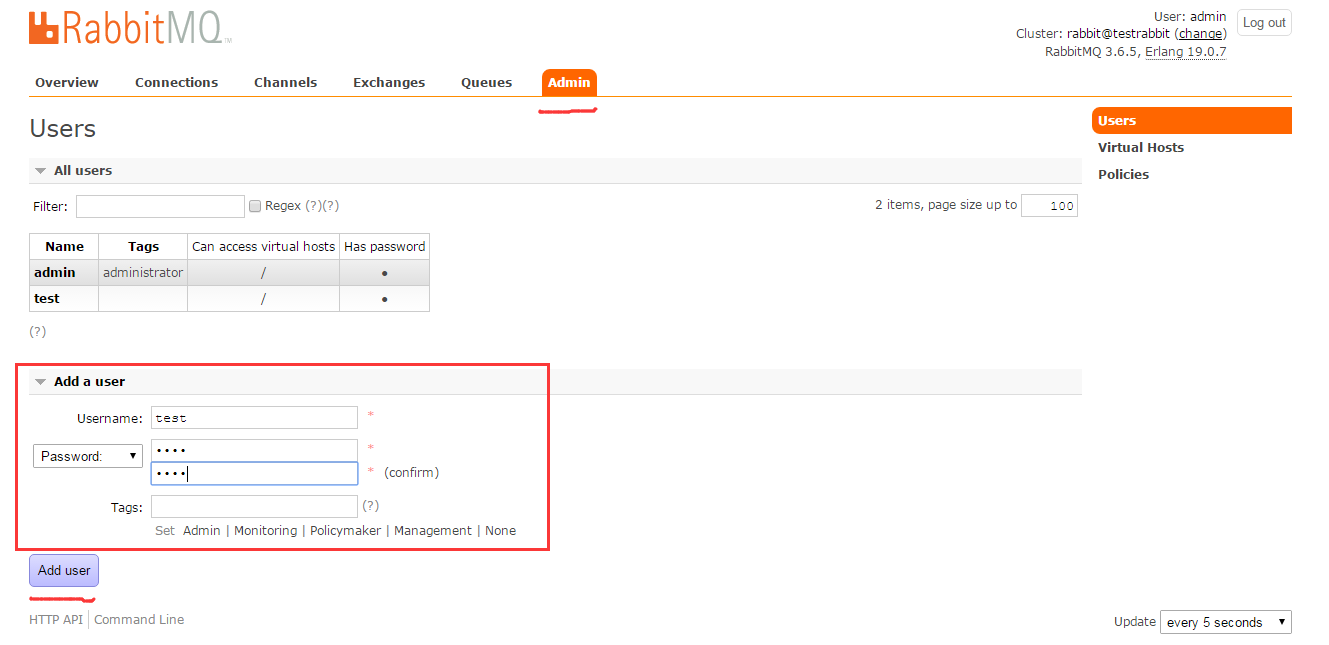 RabbitMQ™
User: admin
Log out
Cluster: rabbit@testrabbit (change)
RabbitMQ 3.6.5, Erlang 19.0.7
Overview Connections Channels Exchanges Queues Admin
Users
Users
Virtual Hosts
Policies
All users
Filter: Regex (?)(?)
2 items, page size up to 100
Name Tags Can access virtual hosts Has password
admin administrator / ●
test / ●
(?)
Add a user
Username: test *
Password: •••• *
•••• * (confirm)
Tags: (?)
Set Admin | Monitoring | Policymaker | Management | None
Add user
HTTP API Command Line
Update every 5 seconds